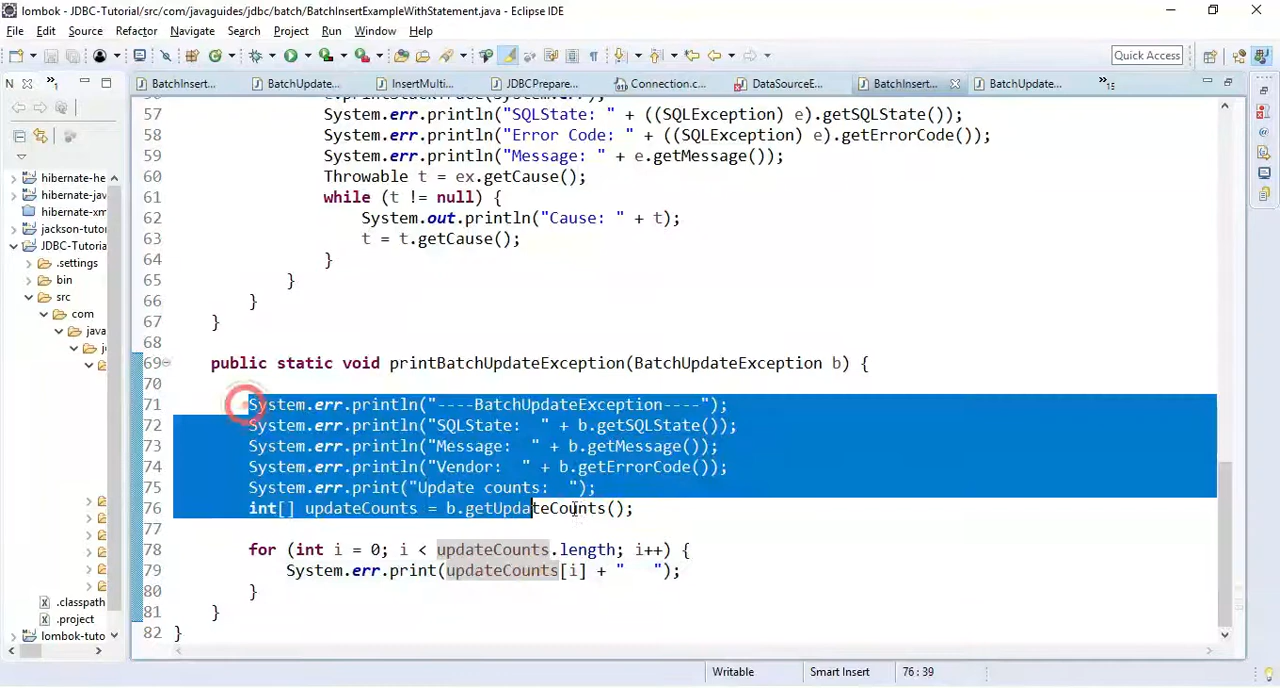 lombok - JDBC-Tutorial/src/com/javaguides/jdbc/batch/BatchInsertExampleWithStatement.java - Eclipse IDE
File Edit Source Refactor Navigate Search Project Run Window Help
Quick Access
N
1
BatchInsert... BatchUpdate... InsertMulti... JDBCPrepare... Connection.c... DataSourceE... BatchInsert... BatchUpdate... 15
hibernate-he
hibernate-jav
hibernate-xm
jackson-tutor
JDBC-Tutoria
.settings
bin
src
com
java
j
.classpath
.project
lombok-tuto
56 e.printStackTrace(System.err);
57 System.err.println("SQLState: " + ((SQLException) e).getSQLState());
58 System.err.println("Error Code: " + ((SQLException) e).getErrorCode());
59 System.err.println("Message: " + e.getMessage());
60 Throwable t = ex.getCause();
61 while (t != null) {
62 System.out.println("Cause: " + t);
63 t = t.getCause();
64 }
65 }
66 }
67 }
68
69 public static void printBatchUpdateException(BatchUpdateException b) {
70
71 System.err.println("----BatchUpdateException----");
72 System.err.println("SQLState:  " + b.getSQLState());
73 System.err.println("Message:  " + b.getMessage());
74 System.err.println("Vendor:  " + b.getErrorCode());
75 System.err.print("Update counts:  ");
76 int[] updateCounts = b.getUpdateCounts();
77
78 for (int i = 0; i < updateCounts.length; i++) {
79 System.err.print(updateCounts[i] + "   ");
80 }
81 }
82 }
Writable Smart Insert 76 : 39